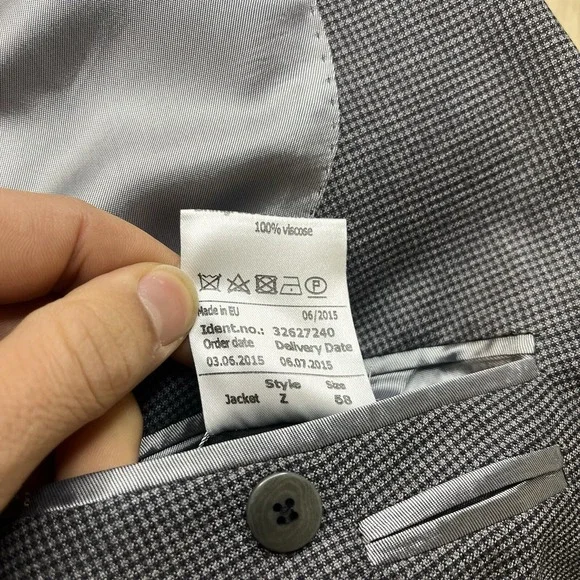 100% viscose
P
Made in EU 06/2015
Ident.no.: 32627240
Order date Delivery Date
03.06.2015 06.07.2015
Style Size
Jacket Z 58